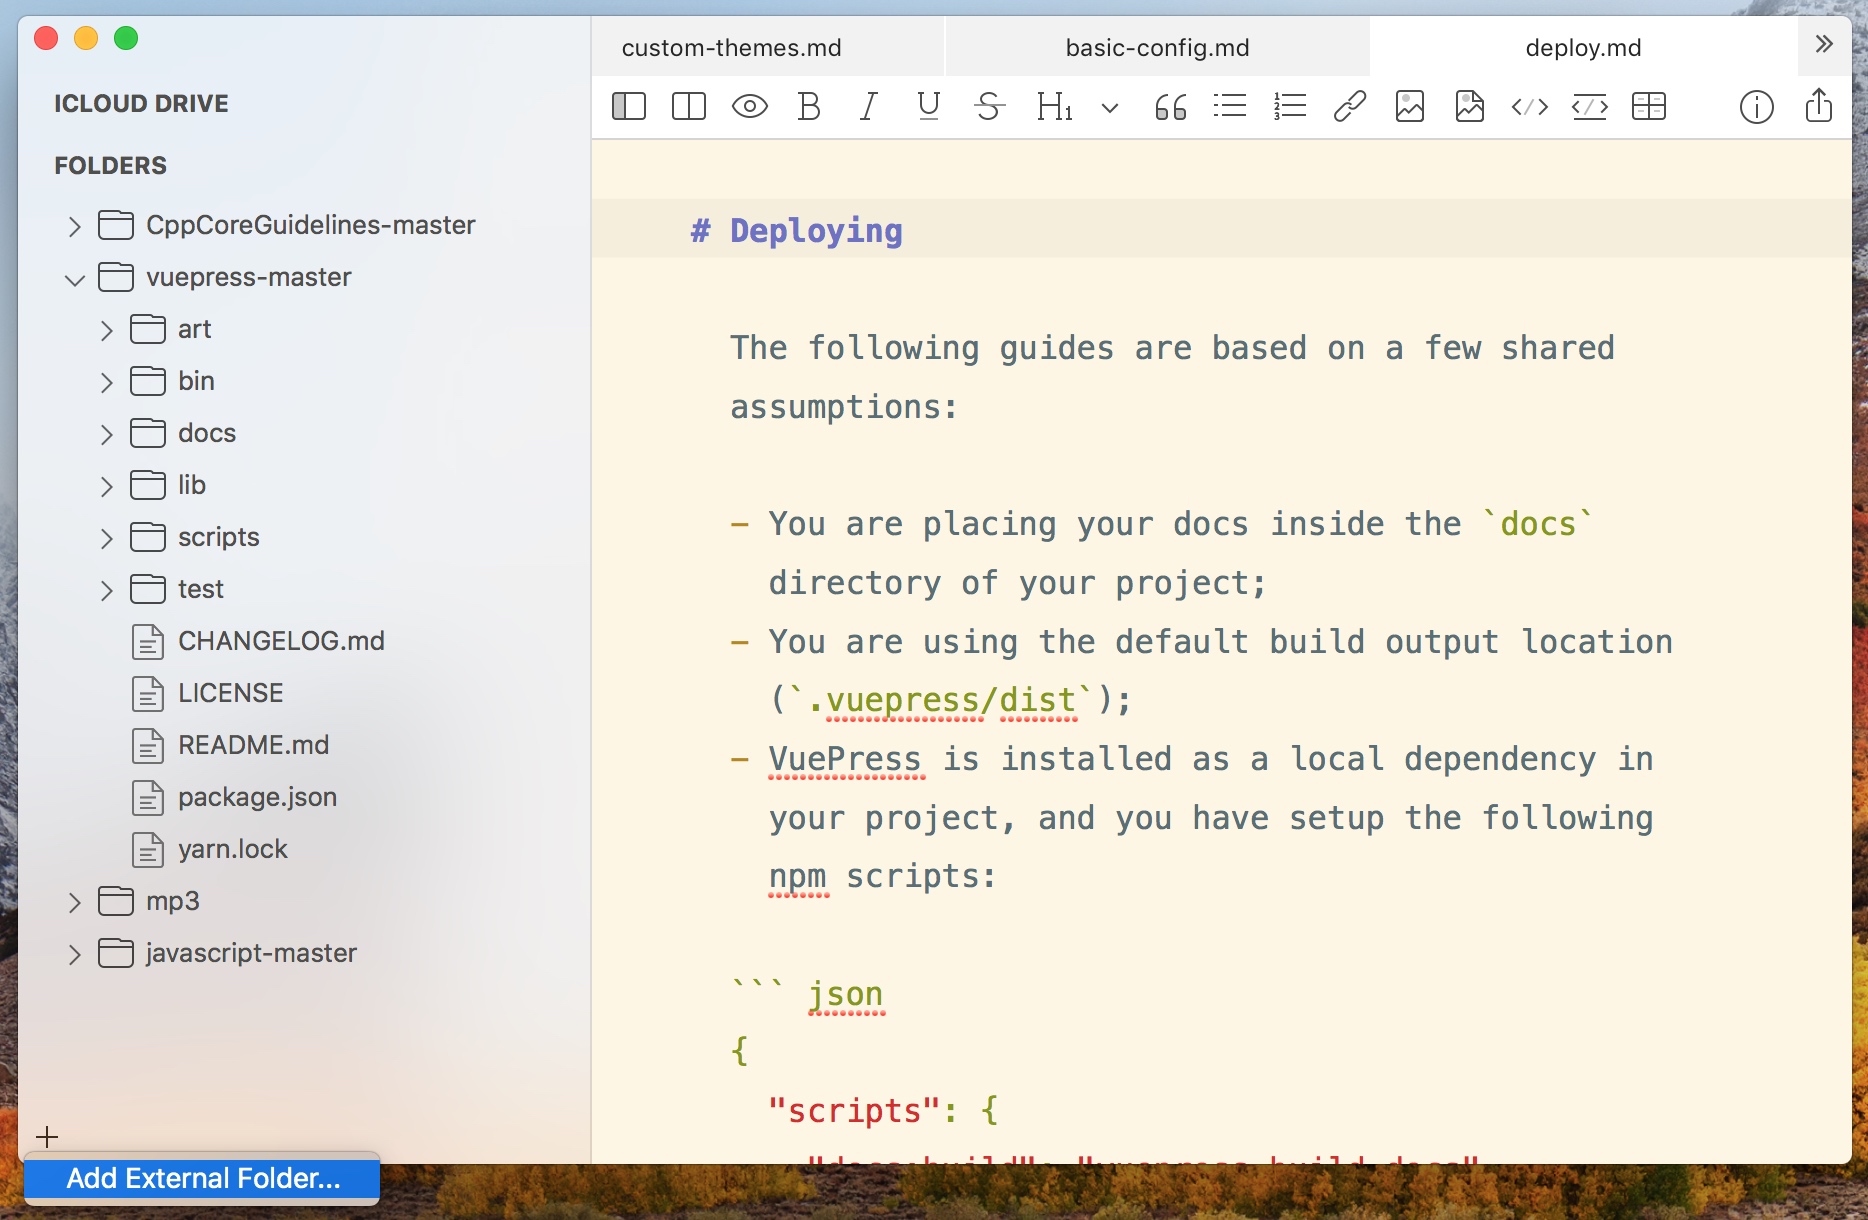 ICLOUD DRIVE
FOLDERS
CppCoreGuidelines-master
vuepress-master
art
bin
docs
lib
scripts
test
CHANGELOG.md
LICENSE
README.md
package.json
yarn.lock
mp3
javascript-master
Add External Folder...
custom-themes.md
basic-config.md
deploy.md
# Deploying
The following guides are based on a few shared
assumptions:
- You are placing your docs inside the `docs`
directory of your project;
- You are using the default build output location
(`.vuepress/dist`);
- VuePress is installed as a local dependency in
your project, and you have setup the following
npm scripts:
``` json
{
"scripts": {